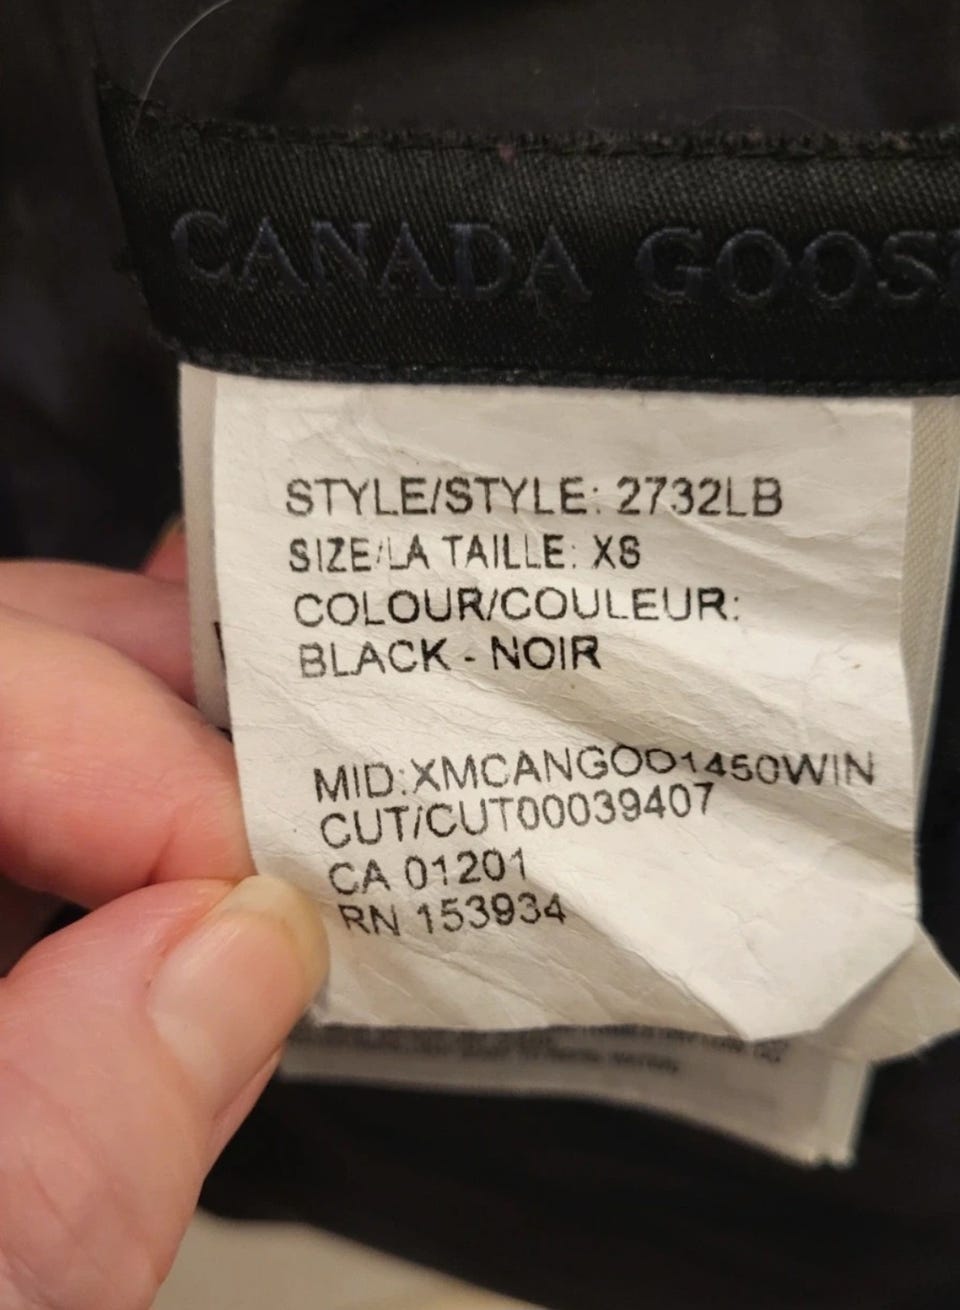 CANADA GOOS
STYLE/STYLE: 2732LB
SIZE/LA TAILLE: XS
COLOUR/COULEUR:
BLACK - NOIR
MID:XMCANGOO1450WIN
CUT/CUT00039407
CA 01201
RN 153934